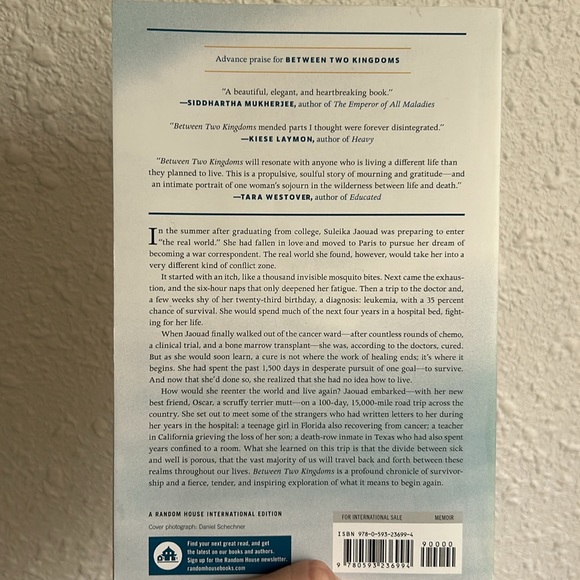 Advance praise for BETWEEN TWO KINGDOMS
"A beautiful, elegant, and heartbreaking book."
—SIDDHARTHA MUKHERJEE, author of The Emperor of All Maladies
"Between Two Kingdoms mended parts I thought were forever disintegrated."
—KIESE LAYMON, author of Heavy
"Between Two Kingdoms will resonate with anyone who is living a different life than
they planned to live. This is a propulsive, soulful story of mourning and gratitude—and
an intimate portrait of one woman's sojourn in the wilderness between life and death."
—TARA WESTOVER, author of Educated
In the summer after graduating from college, Suleika Jaouad was preparing to enter
"the real world." She had fallen in love and moved to Paris to pursue her dream of
becoming a war correspondent. The real world she found, however, would take her into a
very different kind of conflict zone.
It started with an itch, like a thousand invisible mosquito bites. Next came the exhaus-
tion, and the six-hour naps that only deepened her fatigue. Then a trip to the doctor and,
a few weeks shy of her twenty-third birthday, a diagnosis: leukemia, with a 35 percent
chance of survival. She would spend much of the next four years in a hospital bed, fight-
ing for her life.
When Jaouad finally walked out of the cancer ward—after countless rounds of chemo,
a clinical trial, and a bone marrow transplant—she was, according to the doctors, cured.
But as she would soon learn, a cure is not where the work of healing ends; it's where it
begins. She had spent the past 1,500 days in desperate pursuit of one goal—to survive.
And now that she'd done so, she realized that she had no idea how to live.
How would she reenter the world and live again? Jaouad embarked—with her new
best friend, Oscar, a scruffy terrier mutt—on a 100-day, 15,000-mile road trip across the
country. She set out to meet some of the strangers who had written letters to her during
her years in the hospital: a teenage girl in Florida also recovering from cancer; a teacher
in California grieving the loss of her son; a death-row inmate in Texas who had also spent
years confined to a room. What she learned on this trip is that the divide between sick
and well is porous, that the vast majority of us will travel back and forth between these
realms throughout our lives. Between Two Kingdoms is a profound chronicle of survivor-
ship and a fierce, tender, and inspiring exploration of what it means to begin again.
A RANDOM HOUSE INTERNATIONAL EDITION
Cover photograph: Daniel Schechner
Find your next great read, and get
the latest on our books and authors.
Sign up for the Random House newsletter.
randomhousebooks.com
FOR INTERNATIONAL SALE MEMOIR
ISBN 978-0-593-23699-4
90000
9 780593 236994